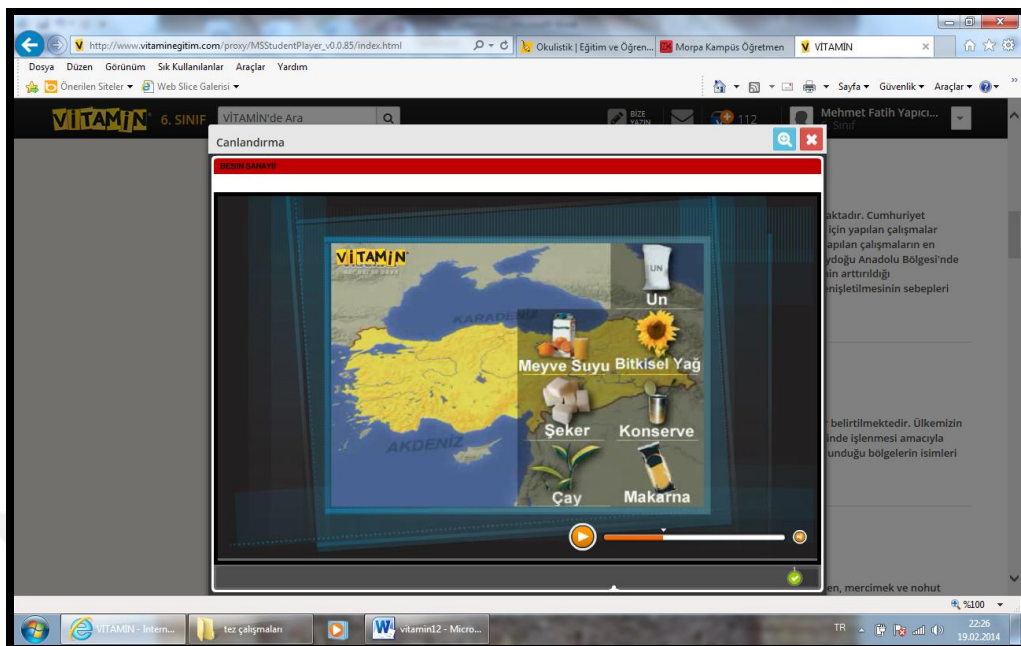 http://www.vitaminegitim.com/proxy/MSStudentPlayer_v0.0.85/index.html
Okulistik | Eğitim ve Öğren...
Morpa Kampüs Öğretmen
VİTAMİN
Dosya Düzen Görünüm Sık Kullanılanlar Araçlar Yardım
Önerilen Siteler
Web Slice Galerisi
Sayfa
Güvenlik
Araçlar
VİTAMİN 6. SINIF
VİTAMİN'de Ara
BİZE
YAZIN
112
Mehmet Fatih Yapıcı...
Sınıf
Canlandırma
BESİN SANAYİİ
aktadır. Cumhuriyet
için yapılan çalışmalar
apılan çalışmaların en
ydoğu Anadolu Bölgesi'nde
nin arttırıldığı
enişletilmesinin sebepleri
VİTAMİN
KARADENİZ
AKDENİZ
UN
Un
Meyve Suyu
Bitkisel Yağ
Şeker
Konserve
Çay
Makarna
belirtilmektedir. Ülkemizin
inde işlenmesi amacıyla
unduğu bölgelerin isimleri
en, mercimek ve nohut
%100
VİTAMİN - Intern...
tez çalışmaları
vitamin12 - Micro...
TR
22:26
19.02.2014